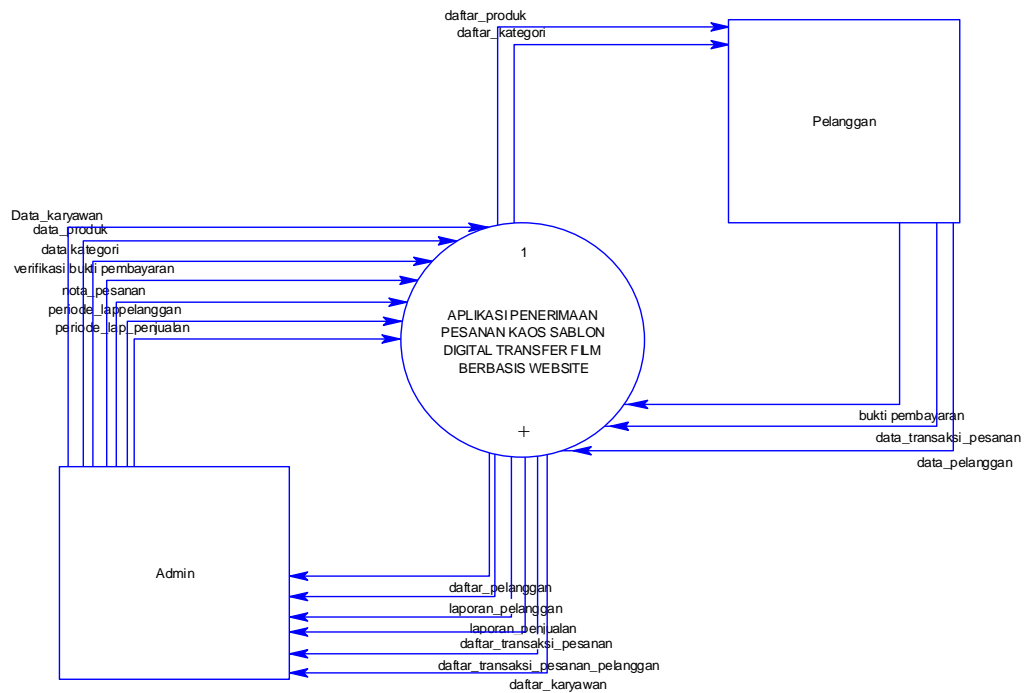 daftar_produk
daftar_kategori
Pelanggan
Data_karyawan
data_produk
data kategori
verifikasi bukti pembayaran
nota_pesanan
periode_lappelanggan
periode_lap_penjualan
1
APLIKASI PENERIMAAN
PESANAN KAOS SABLON
DIGITAL TRANSFER FILM
BERBASIS WEBSITE
+
bukti pembayaran
data_transaksi_pesanan
data_pelanggan
Admin
daftar_pelanggan
laporan_pelanggan
laporan_penjualan
daftar_transaksi_pesanan
daftar_transaksi_pesanan_pelanggan
daftar_karyawan